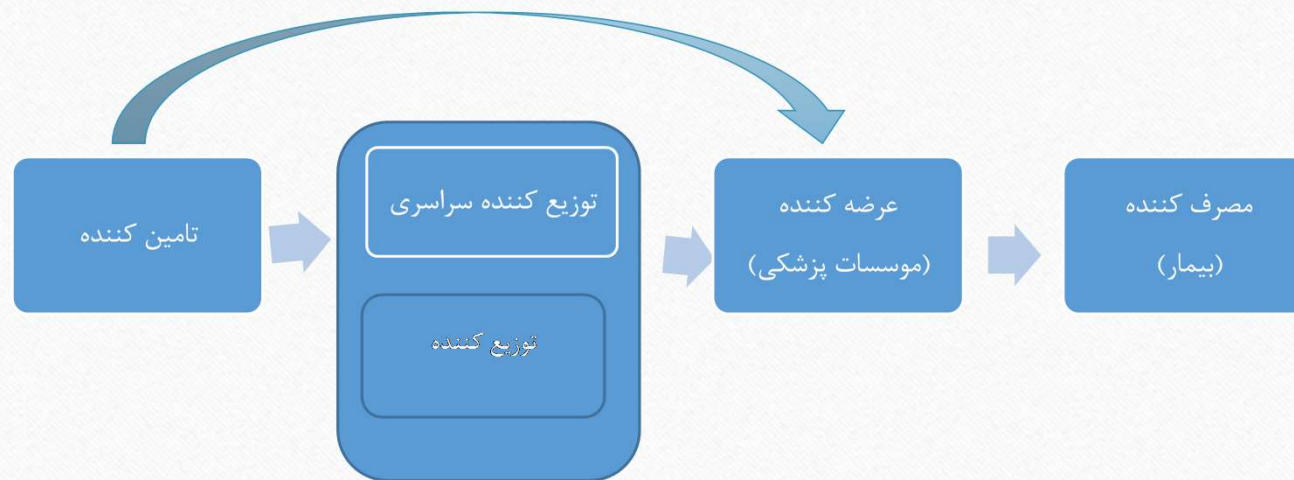 تامین کننده
توزیع کننده سراسری
توزیع کننده
عرضه کننده
(موسسات پزشکی)
مصرف کننده
(بیمار)